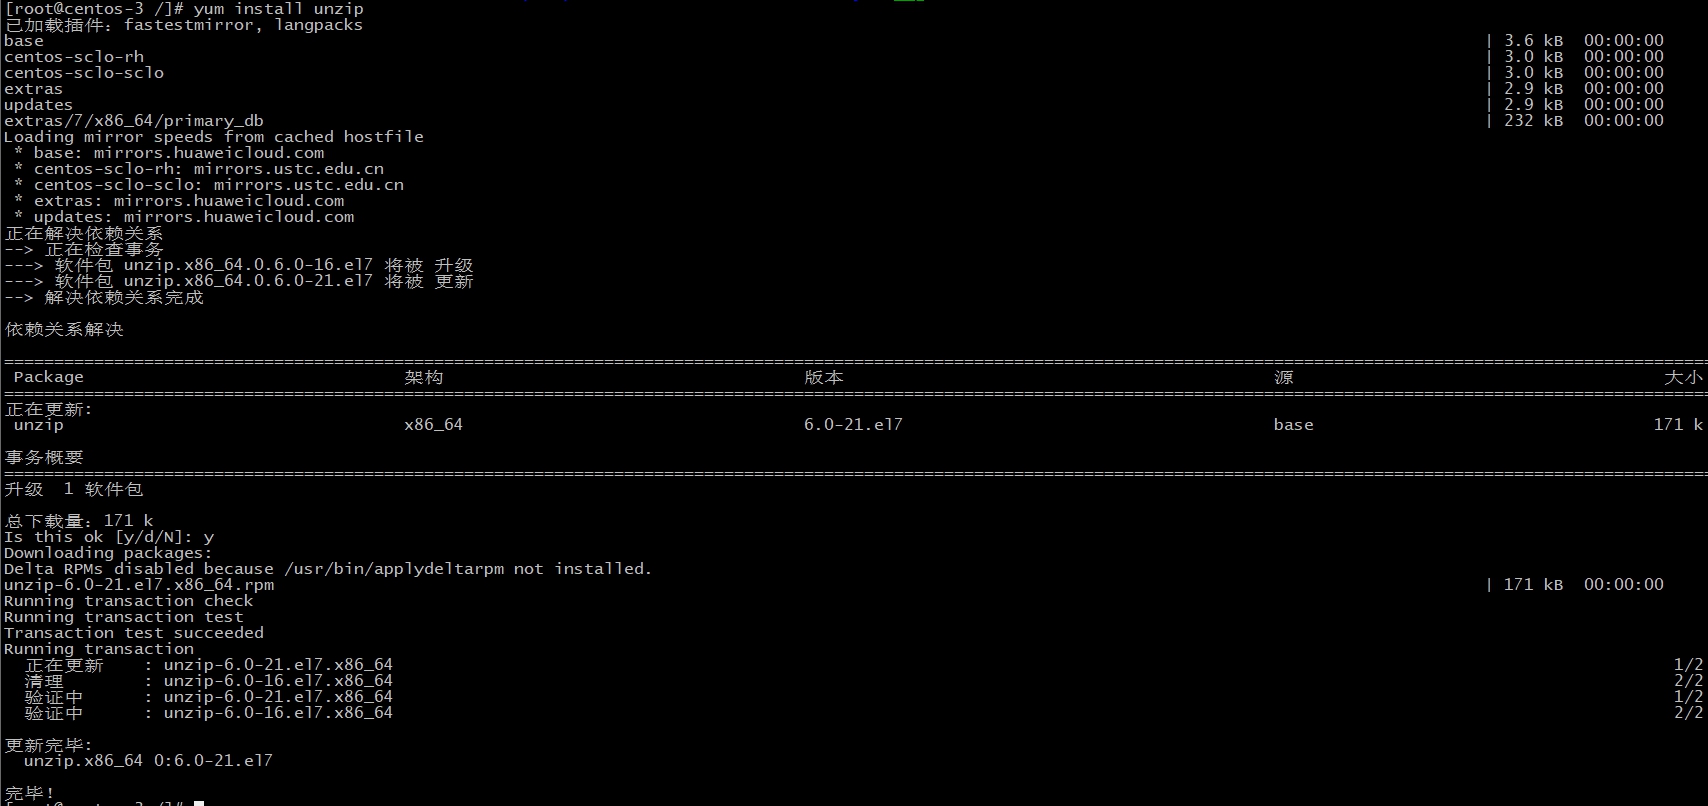 [root@centos-3 /]# yum install unzip
已加载插件：fastestmirror, langpacks
base | 3.6 kB 00:00:00
centos-sclo-rh | 3.0 kB 00:00:00
centos-sclo-sclo | 3.0 kB 00:00:00
extras | 2.9 kB 00:00:00
updates | 2.9 kB 00:00:00
extras/7/x86_64/primary_db | 232 kB 00:00:00
Loading mirror speeds from cached hostfile
* base: mirrors.huaweicloud.com
* centos-sclo-rh: mirrors.ustc.edu.cn
* centos-sclo-sclo: mirrors.ustc.edu.cn
* extras: mirrors.huaweicloud.com
* updates: mirrors.huaweicloud.com
正在解决依赖关系
--> 正在检查事务
---> 软件包 unzip.x86_64.0.6.0-16.el7 将被 升级
---> 软件包 unzip.x86_64.0.6.0-21.el7 将被 更新
--> 解决依赖关系完成
依赖关系解决
Package 架构 版本 源 大小
正在更新:
unzip x86_64 6.0-21.el7 base 171 k
事务概要
升级 1 软件包
总下载量：171 k
Is this ok [y/d/N]: y
Downloading packages:
Delta RPMs disabled because /usr/bin/applydeltarpm not installed.
unzip-6.0-21.el7.x86_64.rpm | 171 kB 00:00:00
Running transaction check
Running transaction test
Transaction test succeeded
Running transaction
正在更新 : unzip-6.0-21.el7.x86_64 1/2
清理 : unzip-6.0-16.el7.x86_64 2/2
验证中 : unzip-6.0-21.el7.x86_64 1/2
验证中 : unzip-6.0-16.el7.x86_64 2/2
更新完毕:
unzip.x86_64 0:6.0-21.el7
完毕！
[root@centos-3 /]#